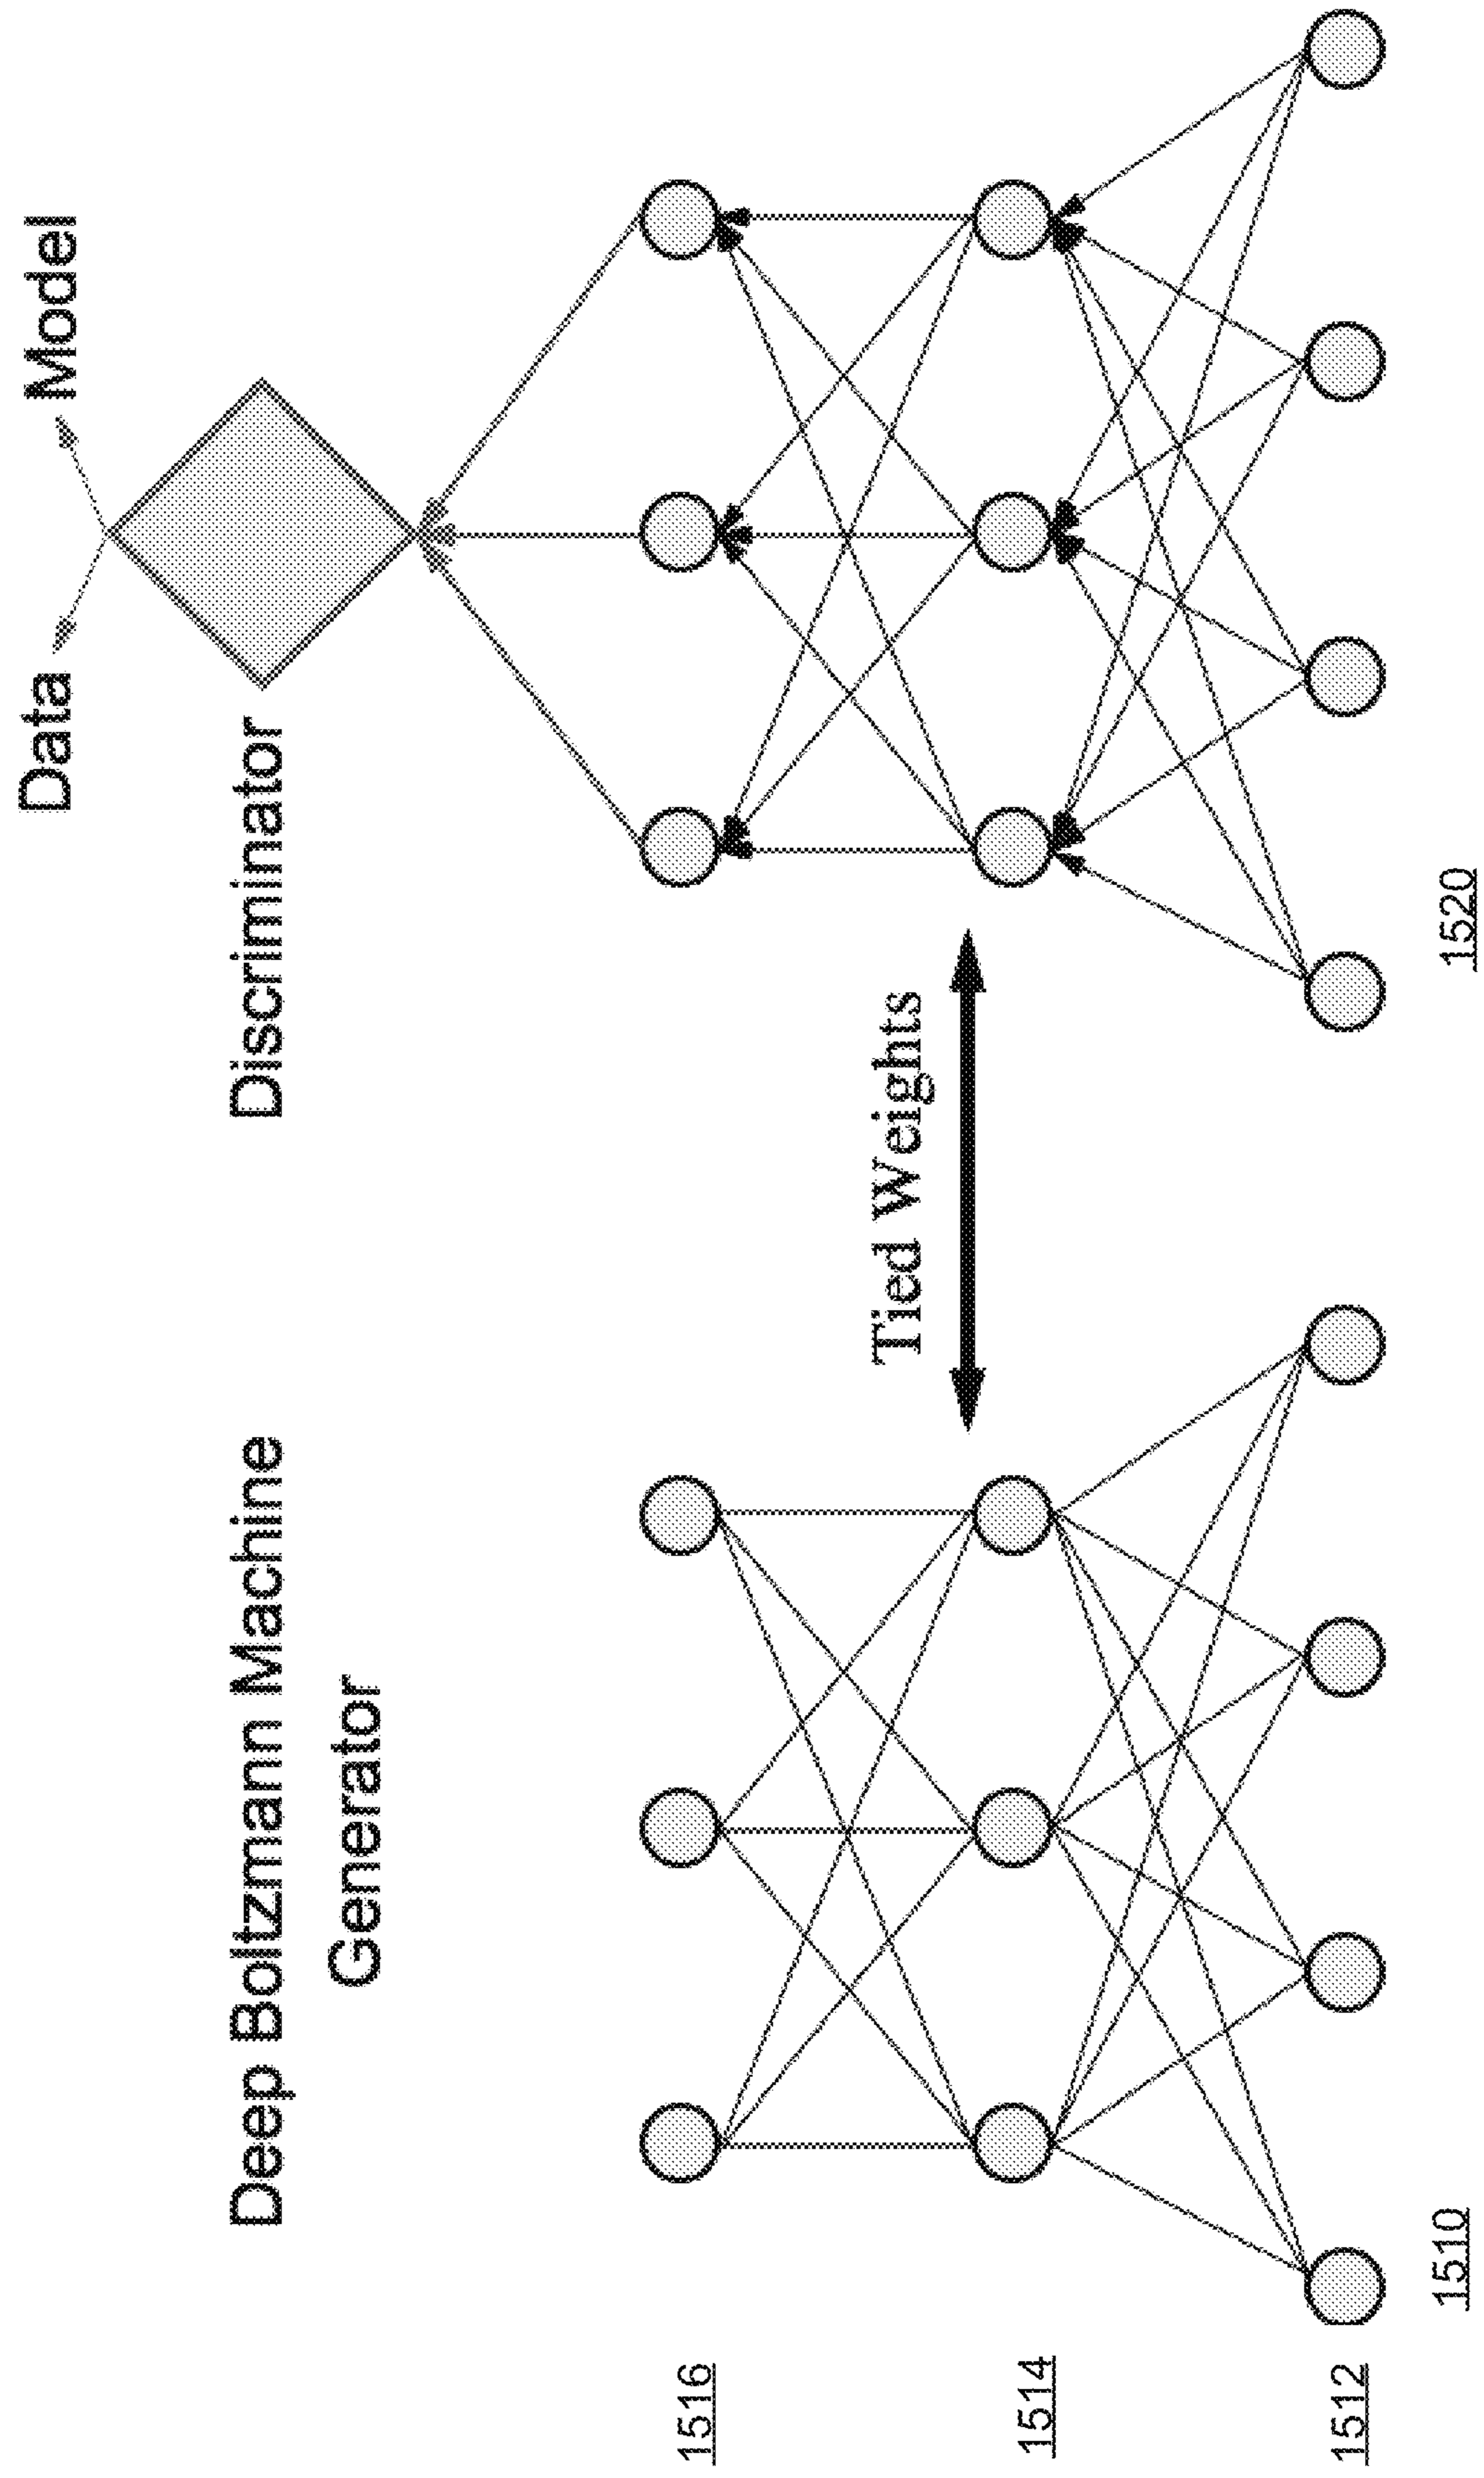 Data
Model
Deep Boltzmann Machine
Generator
Discriminator
Tied Weights
1516
1514
1512
1510
1520